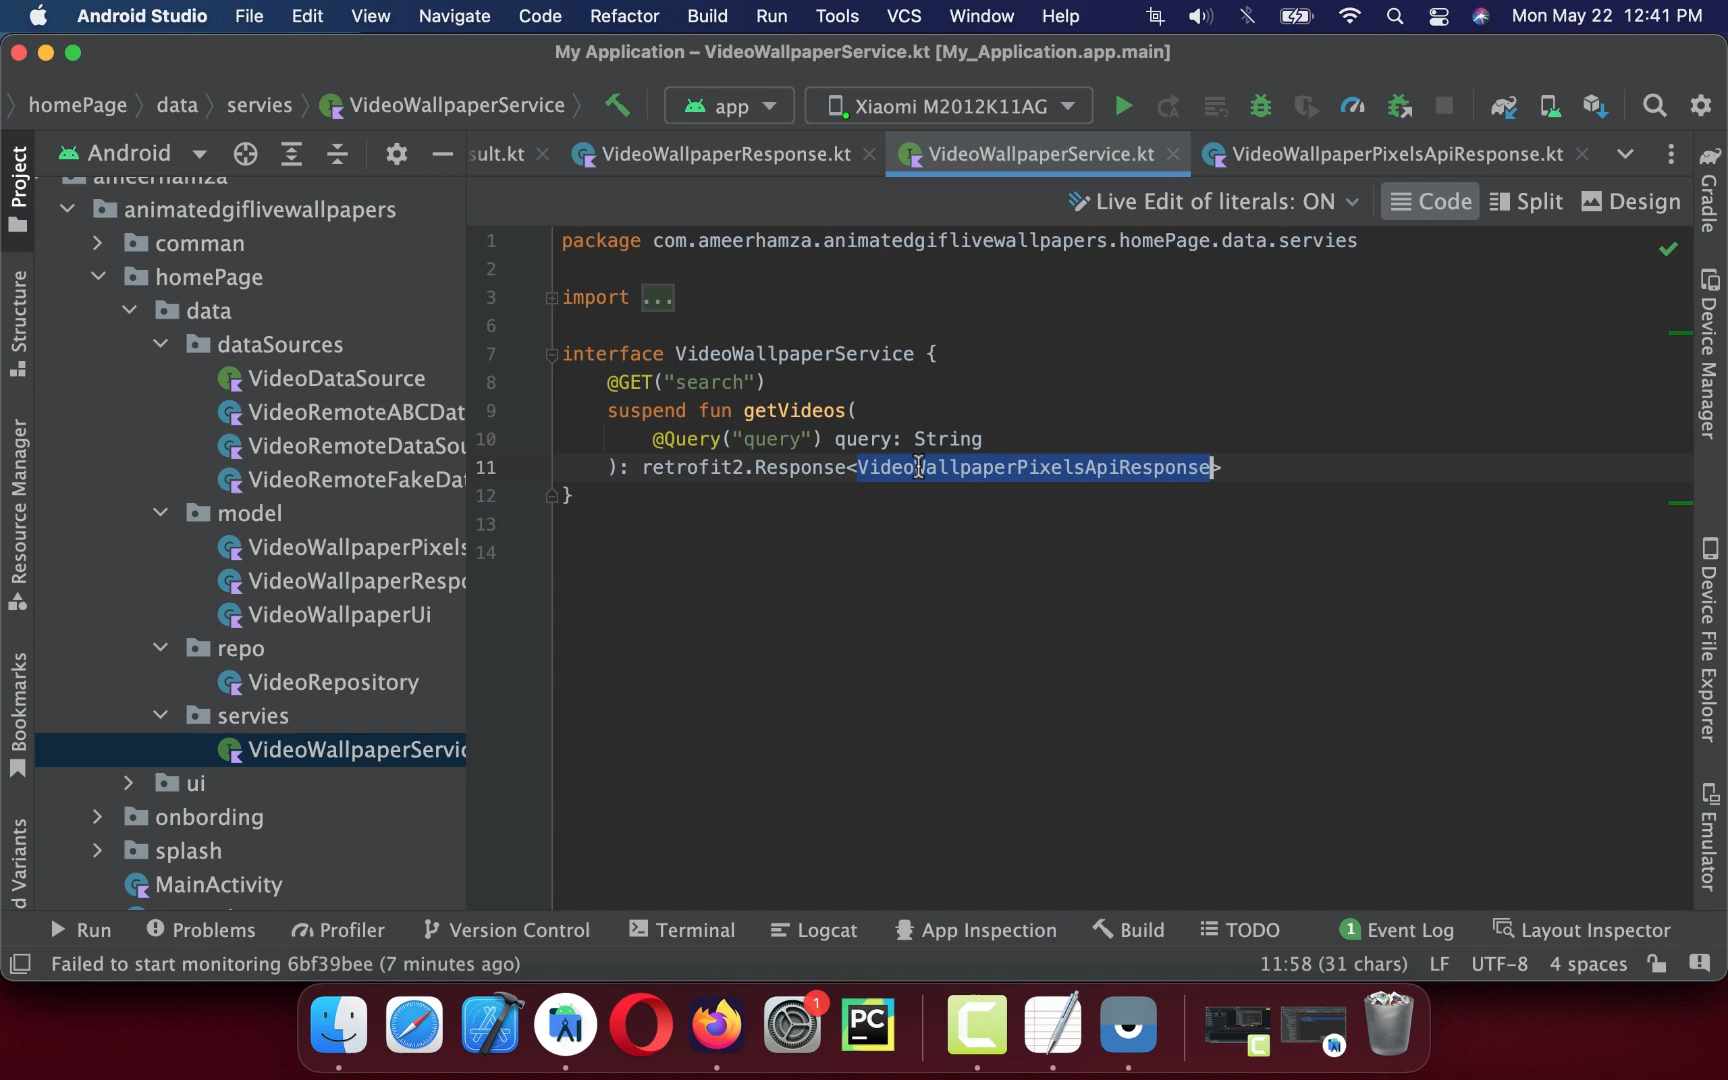 Android Studio File Edit View Navigate Code Refactor Build Run Tools VCS Window Help Mon May 22 12:41 PM
My Application – VideoWallpaperService.kt [My_Application.app.main]
homePage data servies VideoWallpaperService app Xiaomi M2012K11AG
Project
Structure
Resource Manager
Bookmarks
d Variants
Android
ameerhamza
animatedgiflivewallpapers
comman
homePage
data
dataSources
VideoDataSource
VideoRemoteABCDat
VideoRemoteDataSou
VideoRemoteFakeDat
model
VideoWallpaperPixels
VideoWallpaperRespo
VideoWallpaperUi
repo
VideoRepository
servies
VideoWallpaperServic
ui
onbording
splash
MainActivity
sult.kt VideoWallpaperResponse.kt VideoWallpaperService.kt VideoWallpaperPixelsApiResponse.kt
Live Edit of literals: ON Code Split Design
1 package com.ameerhamza.animatedgiflivewallpapers.homePage.data.servies
2
3 import ...
6
7 interface VideoWallpaperService {
8 @GET("search")
9 suspend fun getVideos(
10 @Query("query") query: String
11 ): retrofit2.Response<VideoWallpaperPixelsApiResponse>
12 }
13
14
Gradle
Device Manager
Device File Explorer
Emulator
Run Problems Profiler Version Control Terminal Logcat App Inspection Build TODO 1 Event Log Layout Inspector
Failed to start monitoring 6bf39bee (7 minutes ago) 11:58 (31 chars) LF UTF-8 4 spaces
1
PC